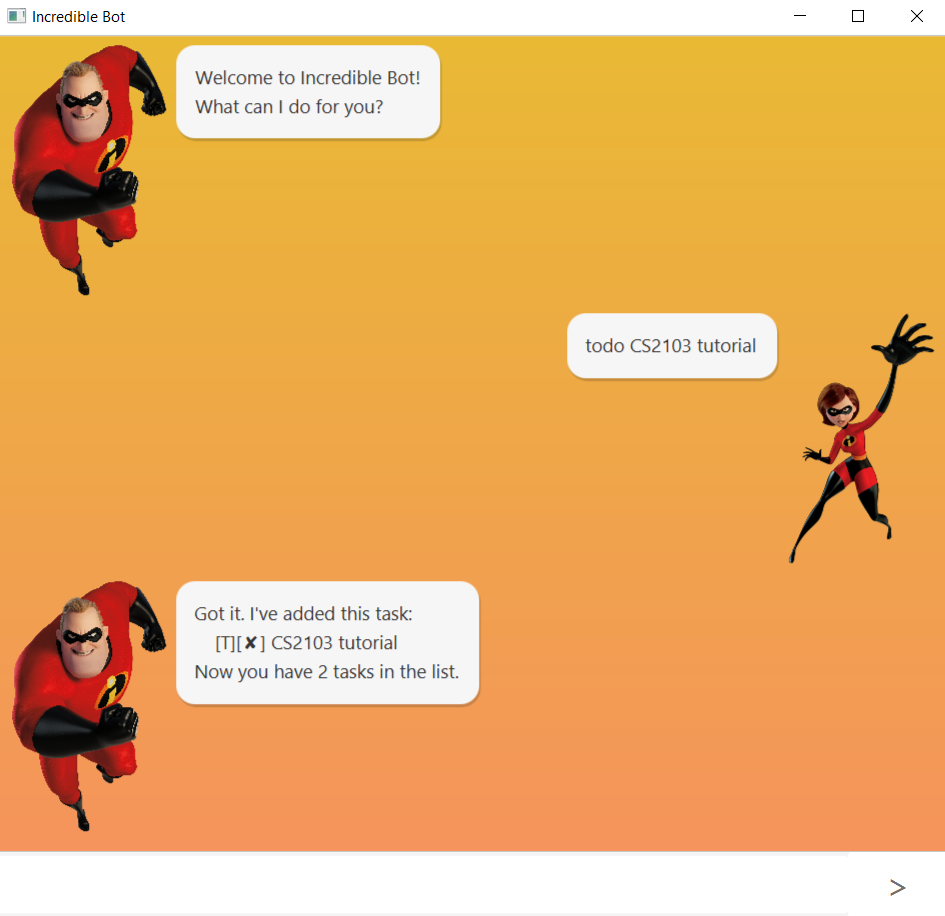 Incredible Bot
Welcome to Incredible Bot!
What can I do for you?
todo CS2103 tutorial
Got it. I've added this task:
[T][✘] CS2103 tutorial
Now you have 2 tasks in the list.
>